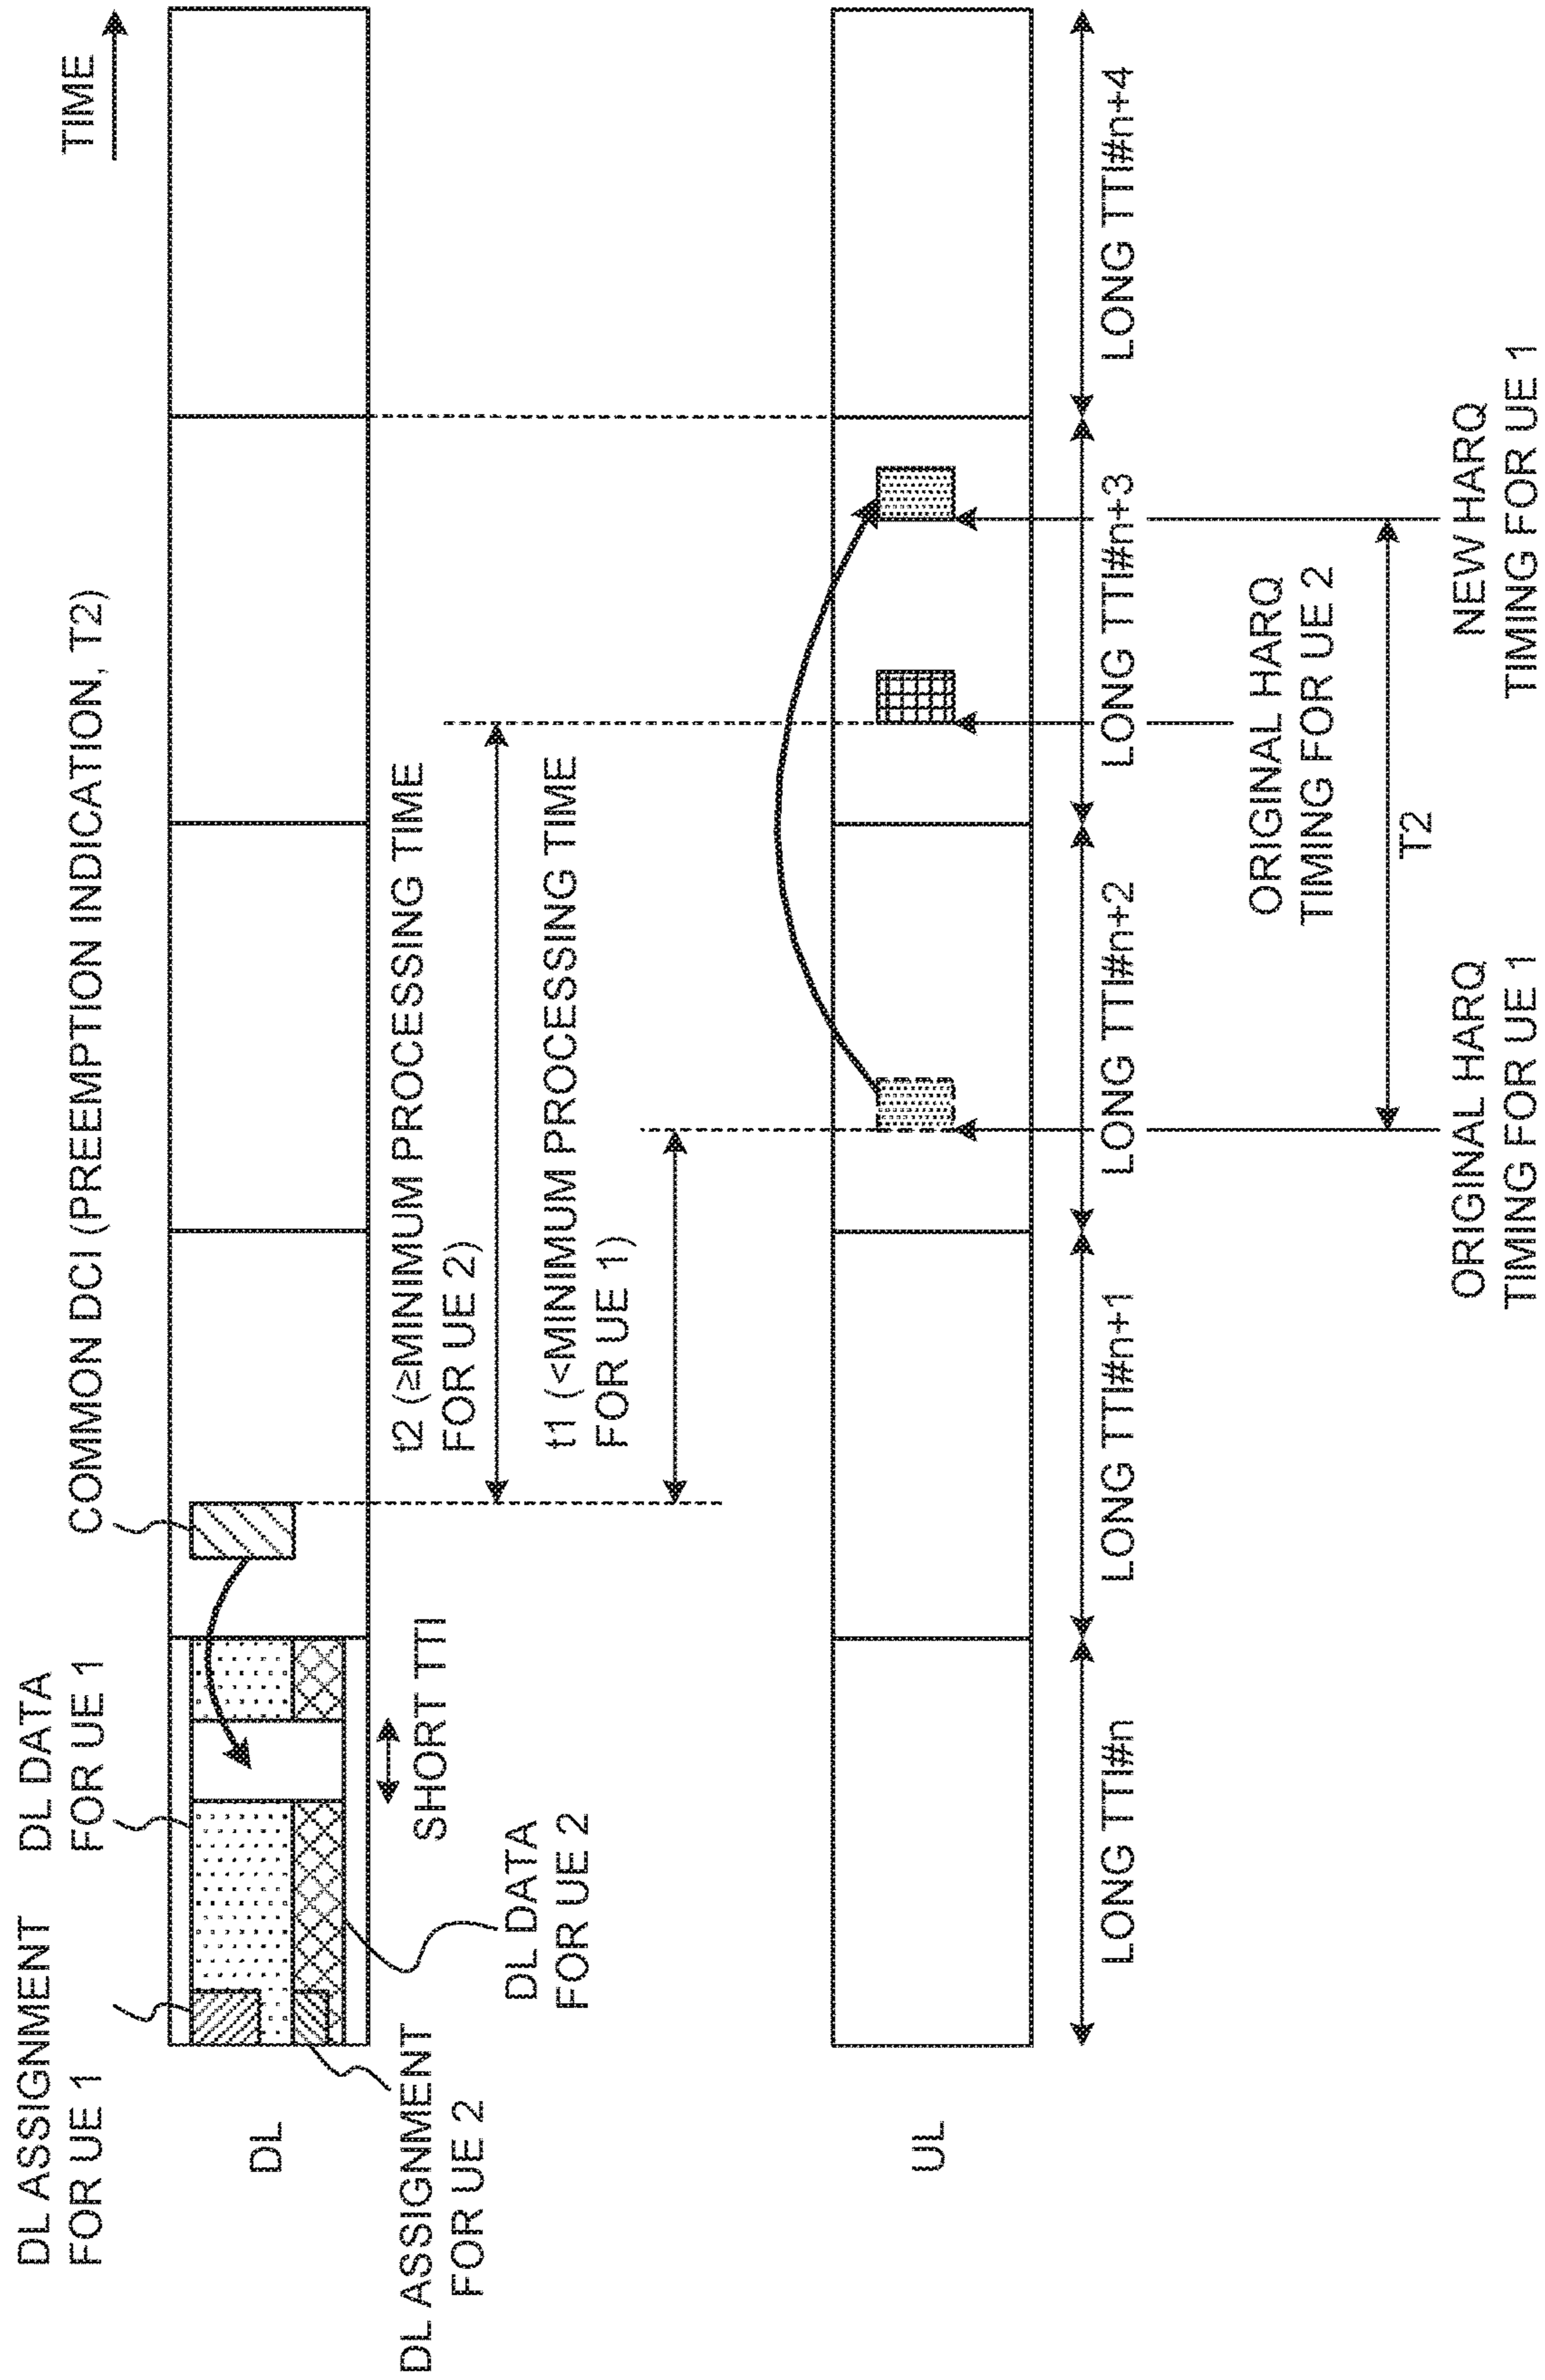 TIME
COMMON DCI (PREEMPTION INDICATION, T2)
DL ASSIGNMENT
FOR UE 1
DL DATA
FOR UE 1
DL
SHORT TTI
DL ASSIGNMENT
FOR UE 2
DL DATA
FOR UE 2
t2 (≥MINIMUM PROCESSING TIME
FOR UE 2)
t1 (<MINIMUM PROCESSING TIME
FOR UE 1)
UL
LONG TTI#n
LONG TTI#n+1
LONG TTI#n+2
LONG TTI#n+3
LONG TTI#n+4
ORIGINAL HARQ
TIMING FOR UE 2
T2
ORIGINAL HARQ
TIMING FOR UE 1
NEW HARQ
TIMING FOR UE 1